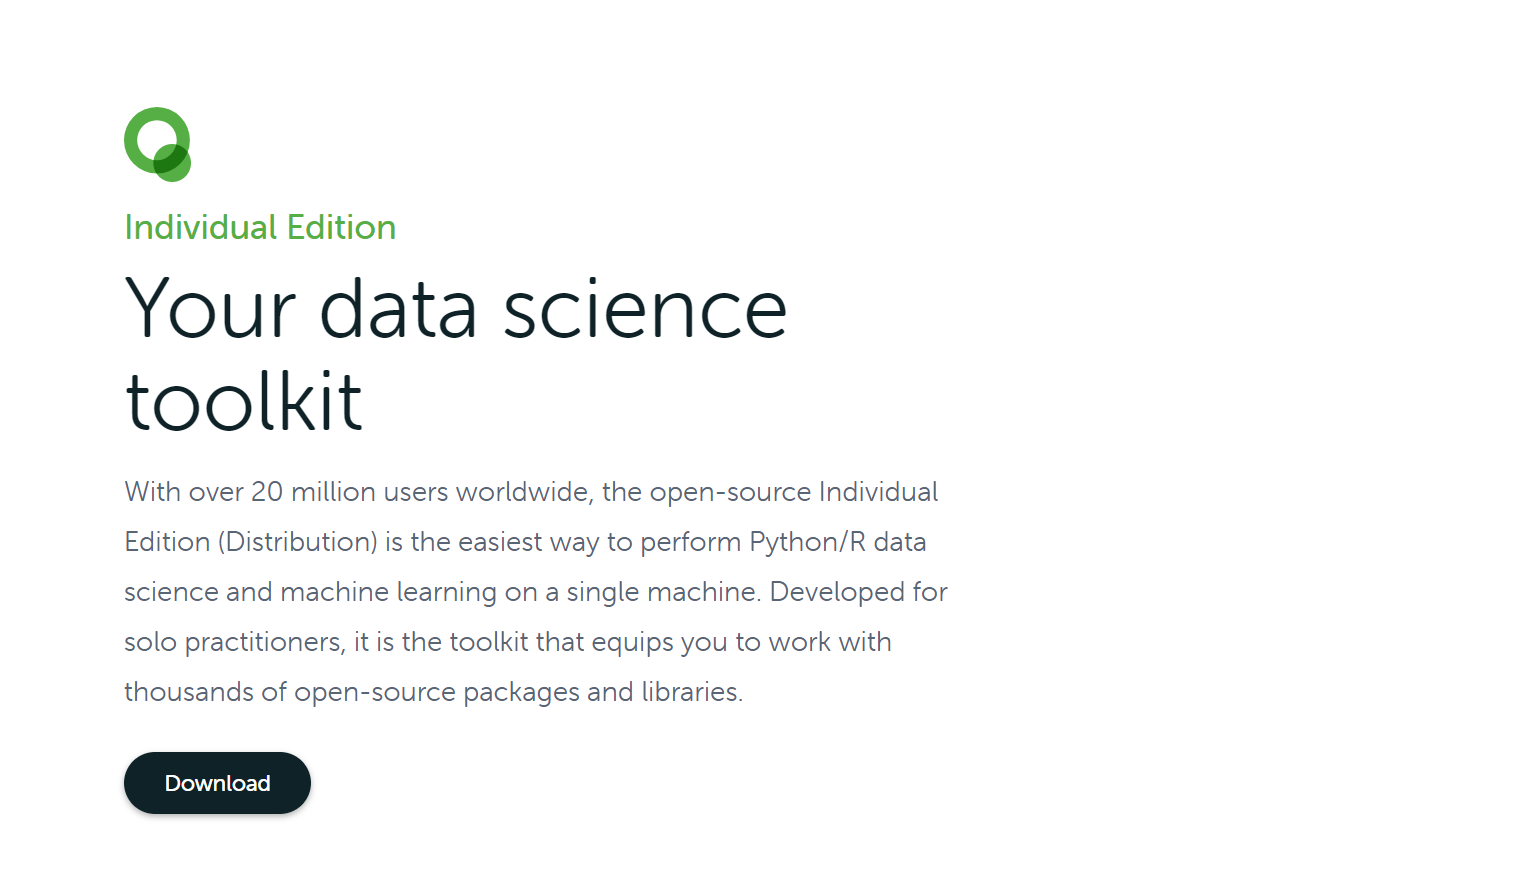 Individual Edition
Your data science
toolkit
With over 20 million users worldwide, the open-source Individual
Edition (Distribution) is the easiest way to perform Python/R data
science and machine learning on a single machine. Developed for
solo practitioners, it is the toolkit that equips you to work with
thousands of open-source packages and libraries.
Download